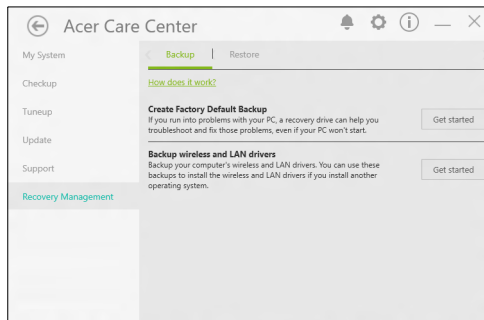 Acer Care Center
My System
Backup
Restore
Checkup
How does it work?
Tuneup
Update
Support
Recovery Management
Create Factory Default Backup
If you run into problems with your PC, a recovery drive can help you
troubleshoot and fix those problems, even if your PC won't start.
Get started
Backup wireless and LAN drivers
Backup your computer's wireless and LAN drivers. You can use these
backups to install the wireless and LAN drivers if you install another
operating system.
Get started